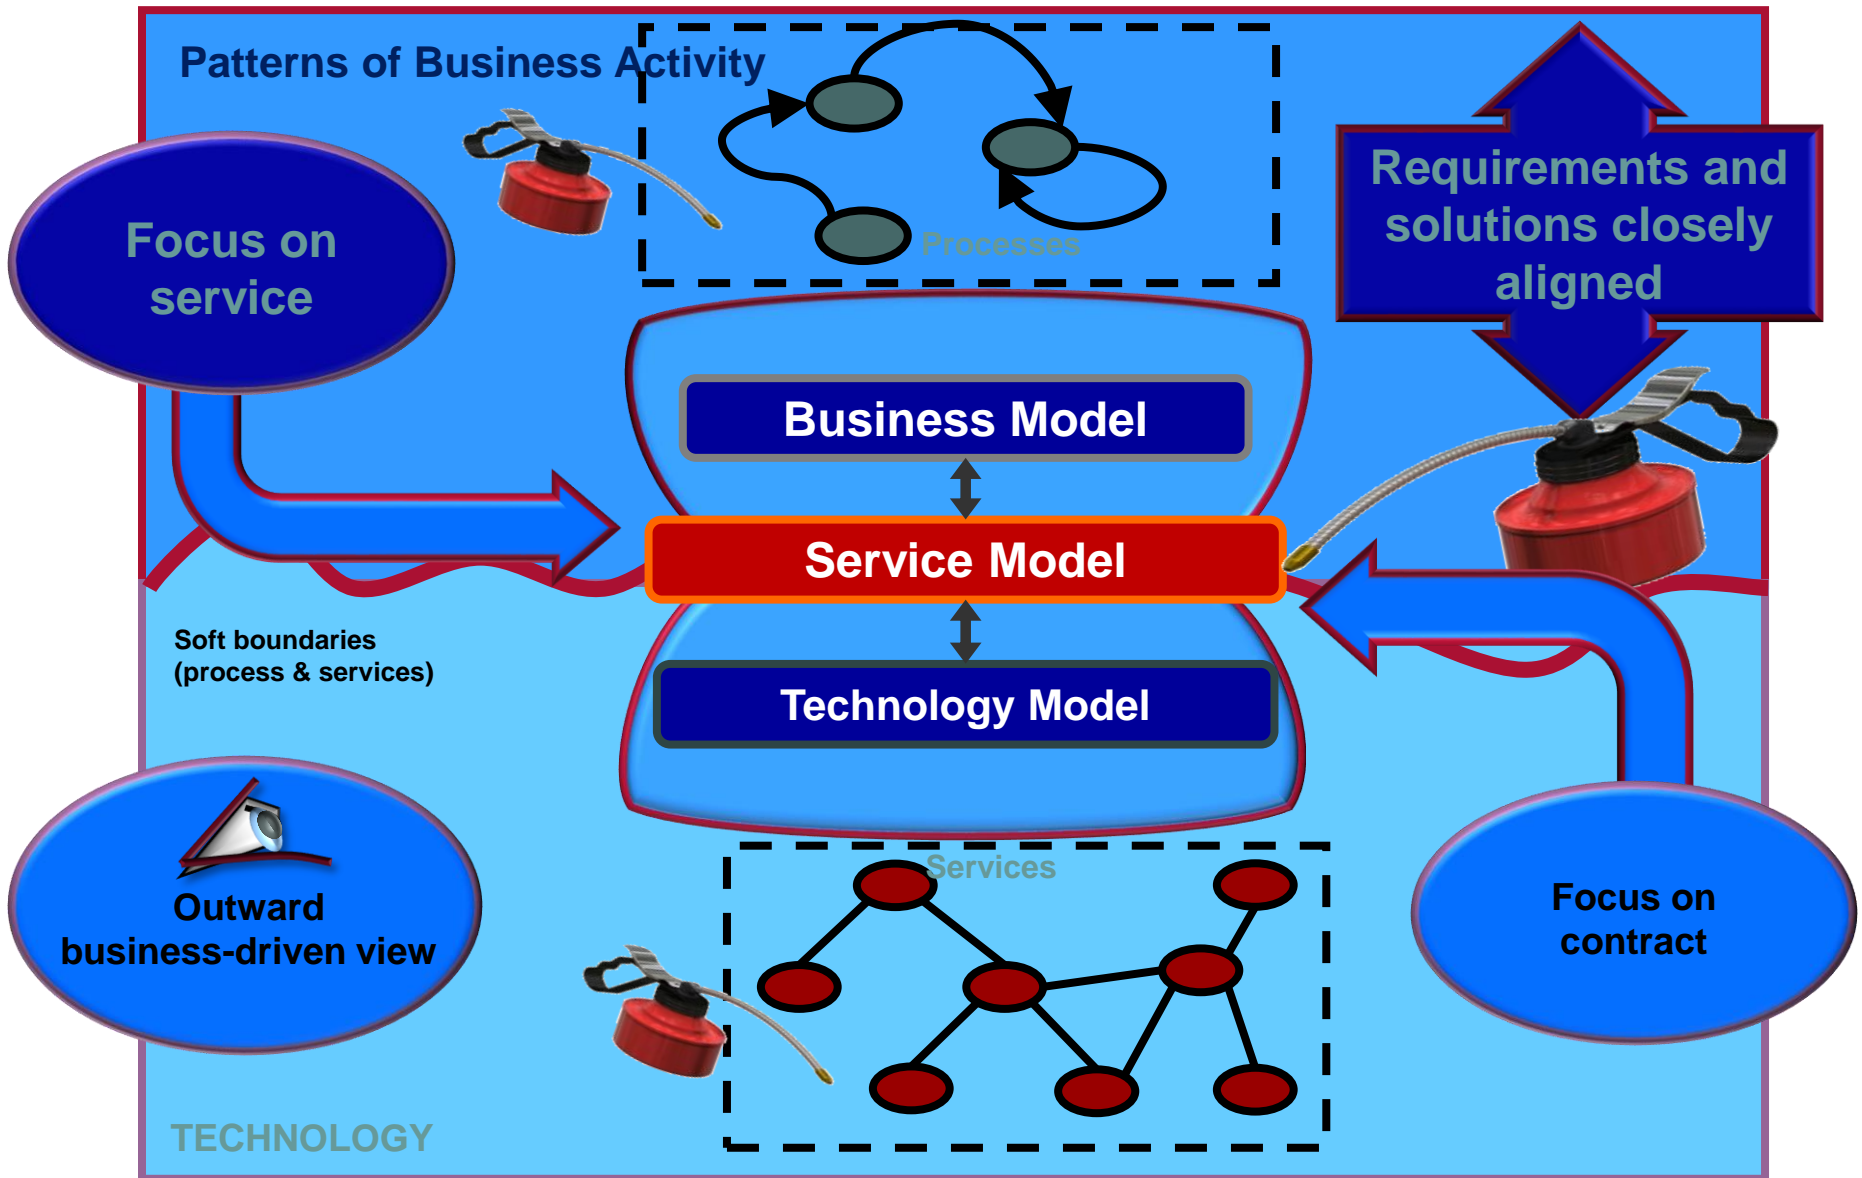 Patterns of Business Activity
Focus on
service
Processes
Requirements and
solutions closely
aligned
Business Model
Service Model
Technology Model
Soft boundaries
(process & services)
Outward
business-driven view
Services
Focus on
contract
TECHNOLOGY